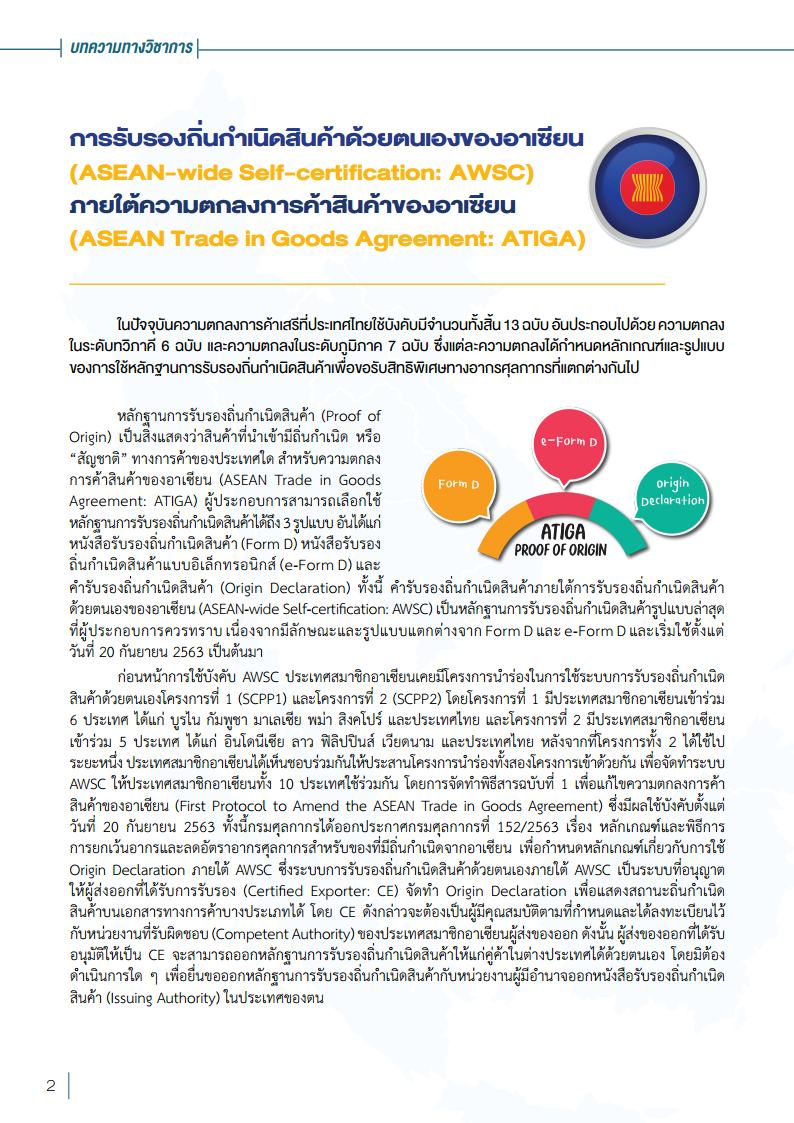 บทความทางวิชาการ
การรับรองถิ่นกำเนิดสินค้าด้วยตนเองของอาเซียน
(ASEAN-wide Self-certification: AWSC)
ภายใต้ความตกลงการค้าสินค้าของอาเซียน
(ASEAN Trade in Goods Agreement: ATIGA)
ในปัจจุบันความตกลงการค้าเสรีที่ประเทศไทยใช้บังคับมีจำนวนทั้งสิ้น 13 ฉบับ อันประกอบไปด้วย ความตกลง
ในระดับทวิภาคี 6 ฉบับ และความตกลงในระดับภูมิภาค 7 ฉบับ ซึ่งแต่ละความตกลงได้กำหนดหลักเกณฑ์และรูปแบบ
ของการใช้หลักฐานการรับรองถิ่นกำเนิดสินค้าเพื่อขอรับสิทธิพิเศษทางอากรศุลกากรที่แตกต่างกันไป
หลักฐานการรับรองถิ่นกำเนิดสินค้า (Proof of
Origin) เป็นสิ่งแสดงว่าสินค้าที่นำเข้ามีถิ่นกำเนิด หรือ
“สัญชาติ” ทางการค้าของประเทศใด สำหรับความตกลง
การค้าสินค้าของอาเซียน (ASEAN Trade in Goods
Agreement: ATIGA) ผู้ประกอบการสามารถเลือกใช้
หลักฐานการรับรองถิ่นกำเนิดสินค้าได้ถึง 3 รูปแบบ อันได้แก่
หนังสือรับรองถิ่นกำเนิดสินค้า (Form D) หนังสือรับรอง
ถิ่นกำเนิดสินค้าแบบอิเล็กทรอนิกส์ (e-Form D) และ
คำรับรองถิ่นกำเนิดสินค้า (Origin Declaration) ทั้งนี้ คำรับรองถิ่นกำเนิดสินค้าภายใต้การรับรองถิ่นกำเนิดสินค้า
ด้วยตนเองของอาเซียน (ASEAN-wide Self-certification: AWSC) เป็นหลักฐานการรับรองถิ่นกำเนิดสินค้ารูปแบบล่าสุด
ที่ผู้ประกอบการควรทราบ เนื่องจากมีลักษณะและรูปแบบแตกต่างจาก Form D และ e-Form D และเริ่มใช้ตั้งแต่
วันที่ 20 กันยายน 2563 เป็นต้นมา
Form D
e-Form D
Origin
Declaration
ATIGA
PROOF OF ORIGIN
ก่อนหน้าการใช้บังคับ AWSC ประเทศสมาชิกอาเซียนเคยมีโครงการนำร่องในการใช้ระบบการรับรองถิ่นกำเนิด
สินค้าด้วยตนเองโครงการที่ 1 (SCPP1) และโครงการที่ 2 (SCPP2) โดยโครงการที่ 1 มีประเทศสมาชิกอาเซียนเข้าร่วม
6 ประเทศ ได้แก่ บรูไน กัมพูชา มาเลเซีย พม่า สิงคโปร์ และประเทศไทย และโครงการที่ 2 มีประเทศสมาชิกอาเซียน
เข้าร่วม 5 ประเทศ ได้แก่ อินโดนีเซีย ลาว ฟิลิปปินส์ เวียดนาม และประเทศไทย หลังจากที่โครงการทั้ง 2 ได้ใช้ไป
ระยะหนึ่ง ประเทศสมาชิกอาเซียนได้เห็นชอบร่วมกันให้ประสานโครงการนำร่องทั้งสองโครงการเข้าด้วยกัน เพื่อจัดทำระบบ
AWSC ให้ประเทศสมาชิกอาเซียนทั้ง 10 ประเทศใช้ร่วมกัน โดยการจัดทำพิธีสารฉบับที่ 1 เพื่อแก้ไขความตกลงการค้า
สินค้าของอาเซียน (First Protocol to Amend the ASEAN Trade in Goods Agreement) ซึ่งมีผลใช้บังคับตั้งแต่
วันที่ 20 กันยายน 2563 ทั้งนี้กรมศุลกากรได้ออกประกาศกรมศุลกากรที่ 152/2563 เรื่อง หลักเกณฑ์และพิธีการ
การยกเว้นอากรและลดอัตราอากรศุลกากรสำหรับของที่มีถิ่นกำเนิดจากอาเซียน เพื่อกำหนดหลักเกณฑ์เกี่ยวกับการใช้
Origin Declaration ภายใต้ AWSC ซึ่งระบบการรับรองถิ่นกำเนิดสินค้าด้วยตนเองภายใต้ AWSC เป็นระบบที่อนุญาต
ให้ผู้ส่งออกที่ได้รับการรับรอง (Certified Exporter: CE) จัดทำ Origin Declaration เพื่อแสดงสถานะถิ่นกำเนิด
สินค้าบนเอกสารทางการค้าบางประเภทได้ โดย CE ดังกล่าวจะต้องเป็นผู้มีคุณสมบัติตามที่กำหนดและได้ลงทะเบียนไว้
กับหน่วยงานที่รับผิดชอบ (Competent Authority) ของประเทศสมาชิกอาเซียนผู้ส่งของออก ดังนั้น ผู้ส่งของออกที่ได้รับ
อนุมัติให้เป็น CE จะสามารถออกหลักฐานการรับรองถิ่นกำเนิดสินค้าให้แก่คู่ค้าในต่างประเทศได้ด้วยตนเอง โดยมิต้อง
ดำเนินการใด ๆ เพื่อยื่นขอออกหลักฐานการรับรองถิ่นกำเนิดสินค้ากับหน่วยงานผู้มีอำนาจออกหนังสือรับรองถิ่นกำเนิด
สินค้า (Issuing Authority) ในประเทศของตน
2